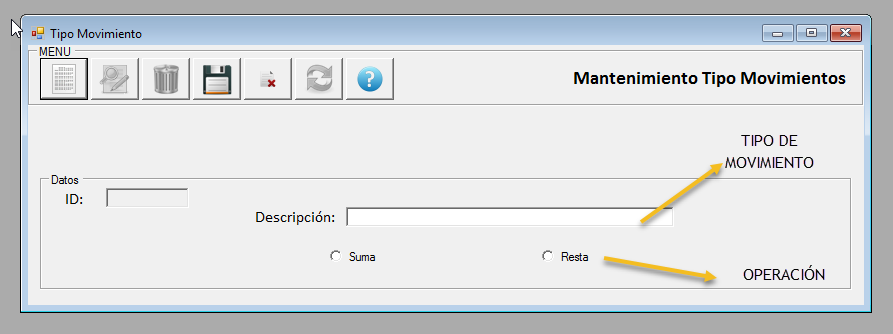 Tipo Movimiento
MENU
?
Mantenimiento Tipo Movimientos
TIPO DE
MOVIMIENTO
Datos
ID:
Descripción:
Suma
Resta
OPERACIÓN